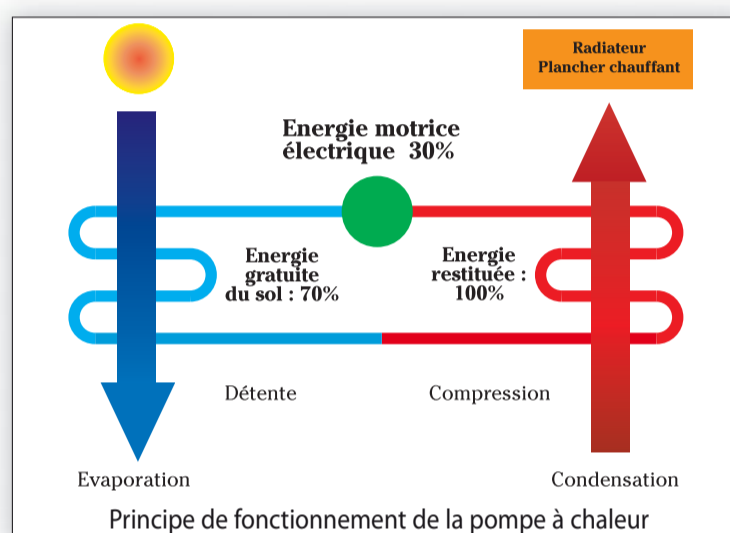 Radiateur
Plancher chauffant
Energie motrice
électrique 30%
Energie
gratuite
du sol : 70%
Energie
restituée :
100%
Détente
Compression
Evaporation
Condensation
Principe de fonctionnement de la pompe à chaleur